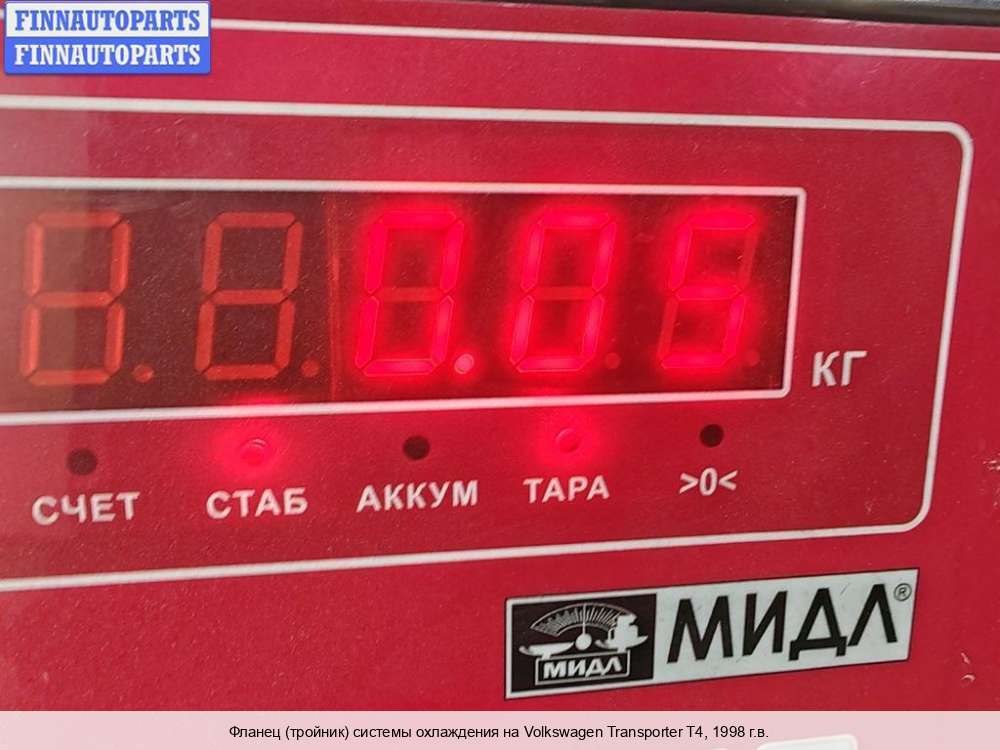 FINNAUTOPARTS
FINNAUTOPARTS
0.05
КГ
СЧЕТ СТАБ АККУМ ТАРА >0<
МИДЛ МИДЛ®
Фланец (тройник) системы охлаждения на Volkswagen Transporter T4, 1998 г.в.